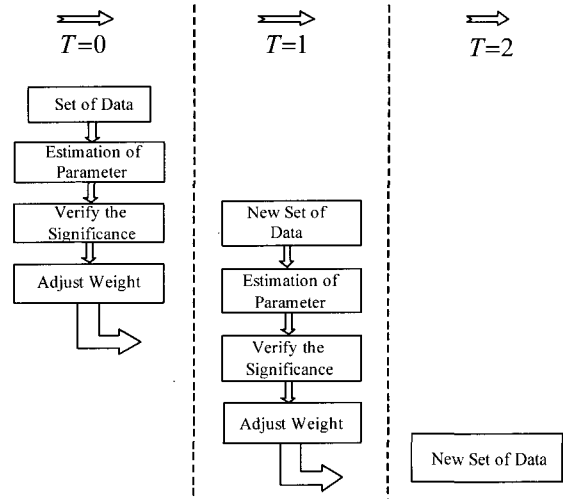 T=0
T=1
T=2
Set of Data
Estimation of
Parameter
Verify the
Significance
Adjust Weight
New Set of
Data
Estimation of
Parameter
Verify the
Significance
Adjust Weight
New Set of Data